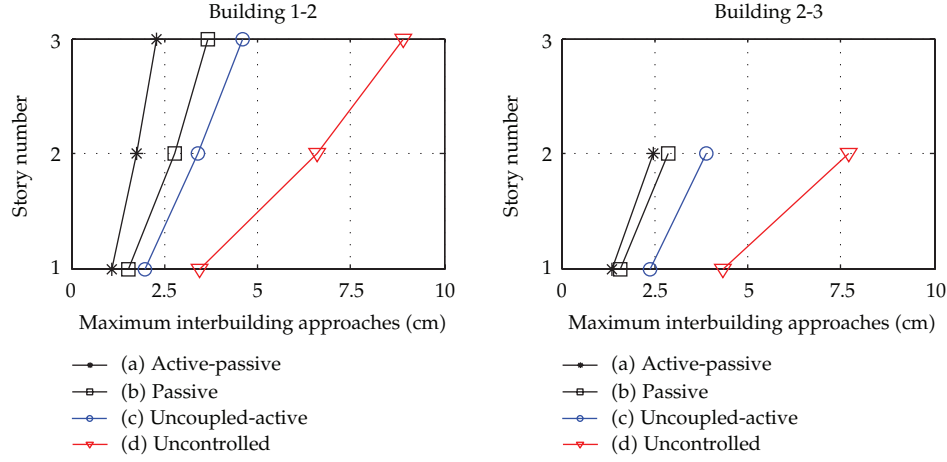 Building 1-2
3
2
1
Story number
0
2.5
5
7.5
10
Maximum interbuilding approaches (cm)
(a) Active-passive
(b) Passive
(c) Uncoupled-active
(d) Uncontrolled
Building 2-3
3
2
1
Story number
0
2.5
5
7.5
10
Maximum interbuilding approaches (cm)
(a) Active-passive
(b) Passive
(c) Uncoupled-active
(d) Uncontrolled